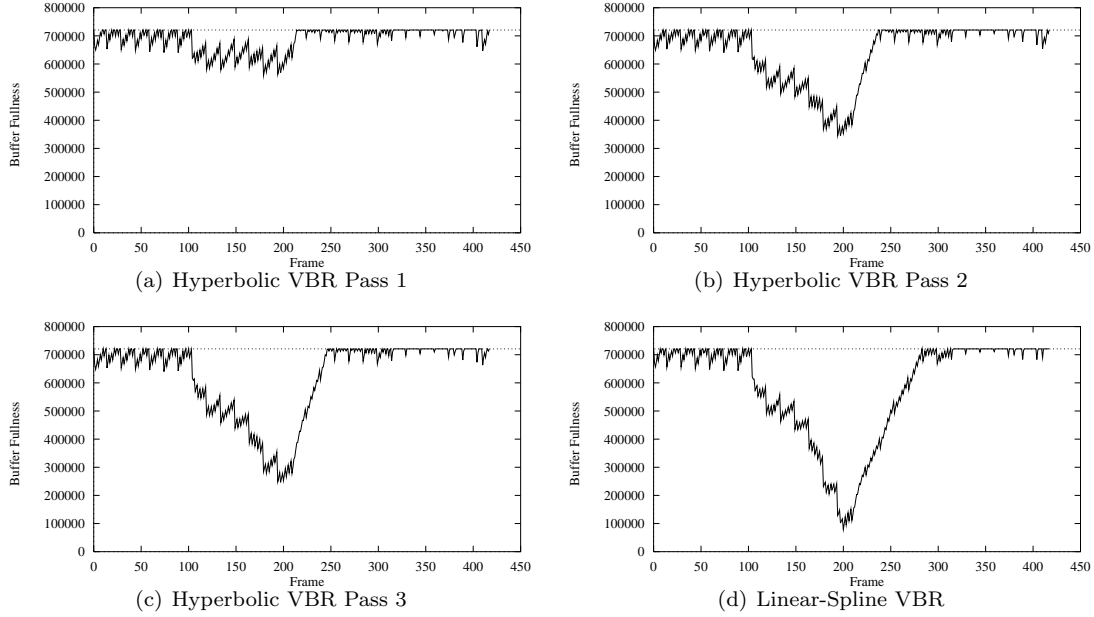 800000
700000
600000
500000
400000
300000
200000
100000
0
Buffer Fullness
0 50 100 150 200 250 300 350 400 450
Frame
(a) Hyperbolic VBR Pass 1
800000
700000
600000
500000
400000
300000
200000
100000
0
Buffer Fullness
0 50 100 150 200 250 300 350 400 450
Frame
(b) Hyperbolic VBR Pass 2
800000
700000
600000
500000
400000
300000
200000
100000
0
Buffer Fullness
0 50 100 150 200 250 300 350 400 450
Frame
(c) Hyperbolic VBR Pass 3
800000
700000
600000
500000
400000
300000
200000
100000
0
Buffer Fullness
0 50 100 150 200 250 300 350 400 450
Frame
(d) Linear-Spline VBR